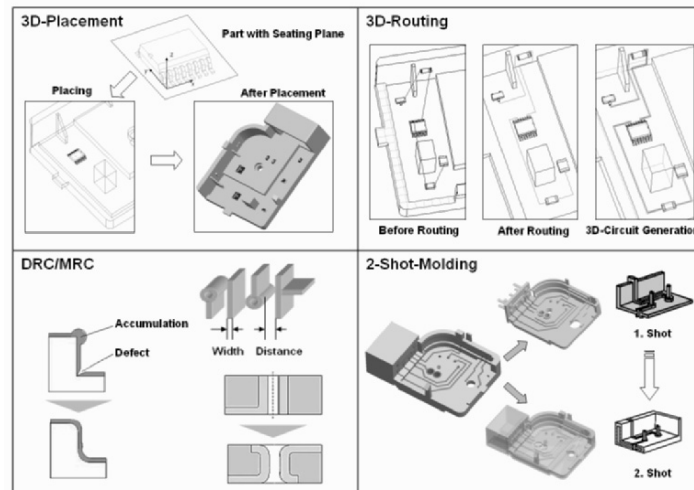 3D-Placement
Part with Seating Plane
Placing
After Placement
3D-Routing
Before Routing
After Routing
3D-Circuit Generation
DRC/MRC
Accumulation
Defect
Width
Distance
2-Shot-Molding
1. Shot
2. Shot